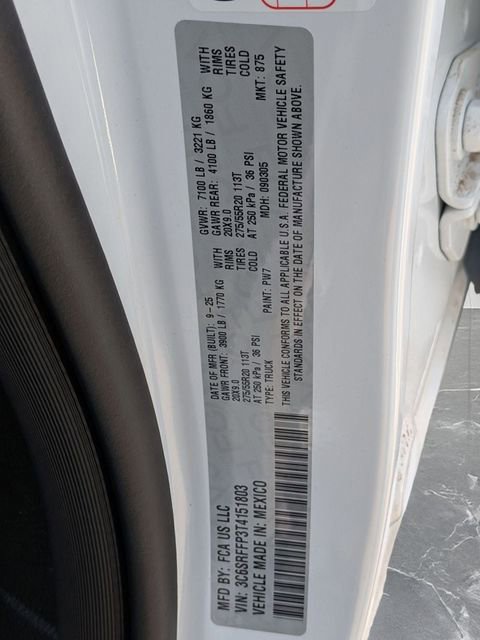 MFD BY: FCA US LLC
DATE OF MFR (BUILT): 9-25
GVWR: 7100 LB / 3221 KG
GAWR FRONT: 3900 LB / 1770 KG WITH
20X9.0 RIMS
275/55R20 113T TIRES
AT 250 kPa / 36 PSI COLD
GAWR REAR: 4100 LB / 1860 KG WITH
20X9.0 RIMS
275/55R20 113T TIRES
AT 250 kPa / 36 PSI COLD
VIN: 3C6SRFFP3T4151803
TYPE: TRUCK PAINT: PW7 MDH: 090305 MKT: 875
VEHICLE MADE IN: MEXICO
THIS VEHICLE CONFORMS TO ALL APPLICABLE U.S.A. FEDERAL MOTOR VEHICLE SAFETY
STANDARDS IN EFFECT ON THE DATE OF MANUFACTURE SHOWN ABOVE.